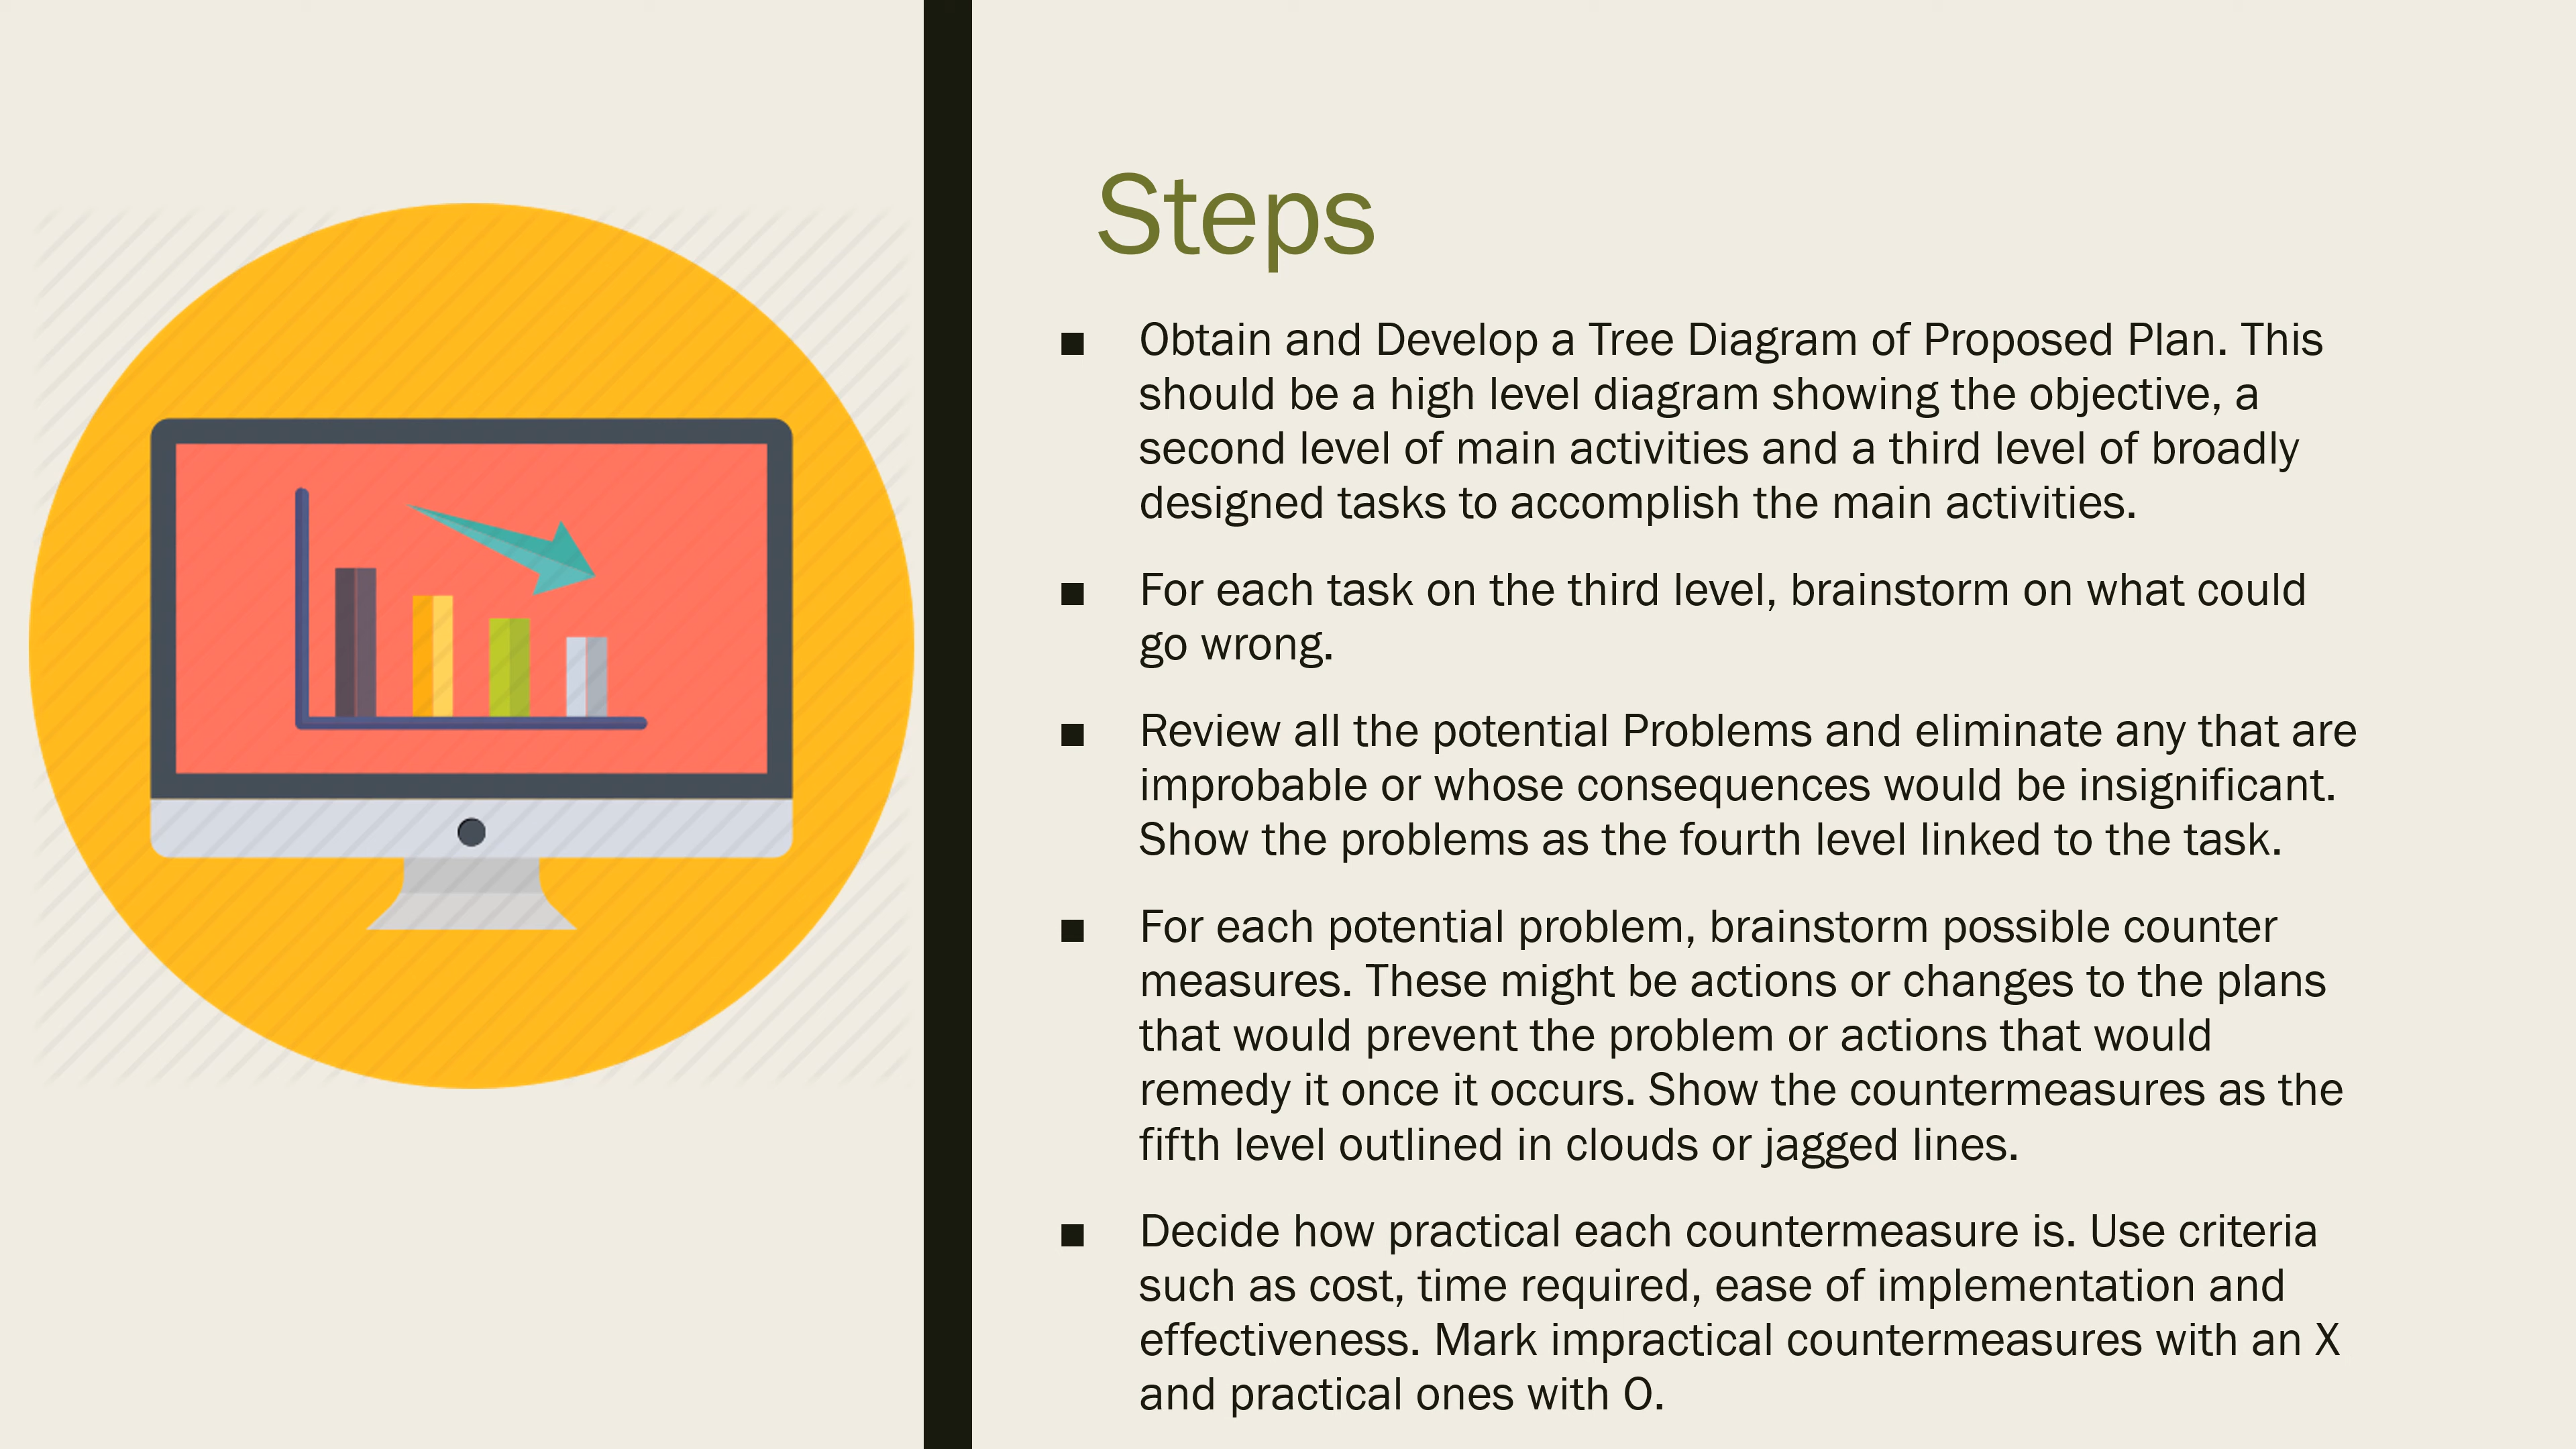 Steps
■ Obtain and Develop a Tree Diagram of Proposed Plan. This
should be a high level diagram showing the objective, a
second level of main activities and a third level of broadly
designed tasks to accomplish the main activities.
■ For each task on the third level, brainstorm on what could
go wrong.
■ Review all the potential Problems and eliminate any that are
improbable or whose consequences would be insignificant.
Show the problems as the fourth level linked to the task.
■ For each potential problem, brainstorm possible counter
measures. These might be actions or changes to the plans
that would prevent the problem or actions that would
remedy it once it occurs. Show the countermeasures as the
fifth level outlined in clouds or jagged lines.
■ Decide how practical each countermeasure is. Use criteria
such as cost, time required, ease of implementation and
effectiveness. Mark impractical countermeasures with an X
and practical ones with O.